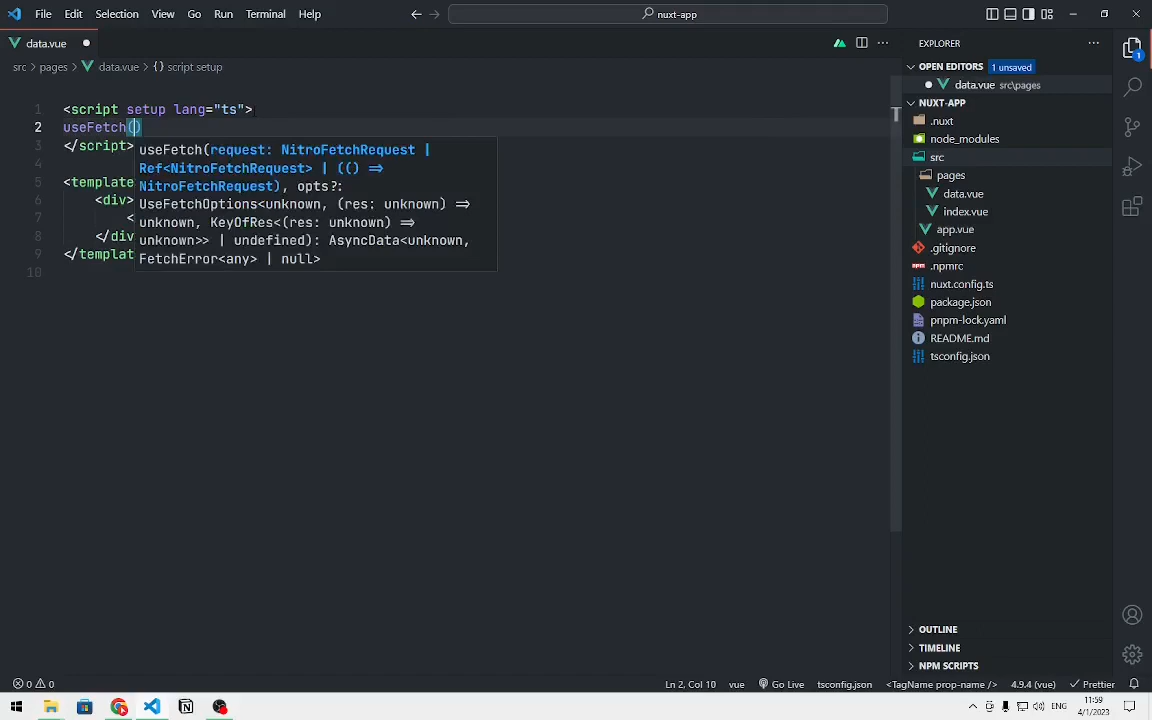 File Edit Selection View Go Run Terminal Help
nuxt-app
data.vue
src > pages > data.vue > {} script setup
1 <script setup lang="ts">
2 useFetch()
3 </script>
4
5 <template
6 <div>
7 <
8 </div
9 </templat
10
useFetch(request: NitroFetchRequest |
Ref<NitroFetchRequest> | (() ⇒
NitroFetchRequest), opts?:
UseFetchOptions<unknown, (res: unknown) ⇒
unknown, KeyOfRes<(res: unknown) ⇒
unknown>> | undefined): AsyncData<unknown,
FetchError<any> | null>
EXPLORER
OPEN EDITORS 1 unsaved
data.vue src\pages
NUXT-APP
.nuxt
node_modules
src
pages
data.vue
index.vue
app.vue
.gitignore
.npmrc
nuxt.config.ts
package.json
pnpm-lock.yaml
README.md
tsconfig.json
OUTLINE
TIMELINE
NPM SCRIPTS
1
0 0
Ln 2, Col 10 vue Go Live tsconfig.json <TagName prop-name /> 4.9.4 (vue) Prettier
ENG
11:59
4/1/2023